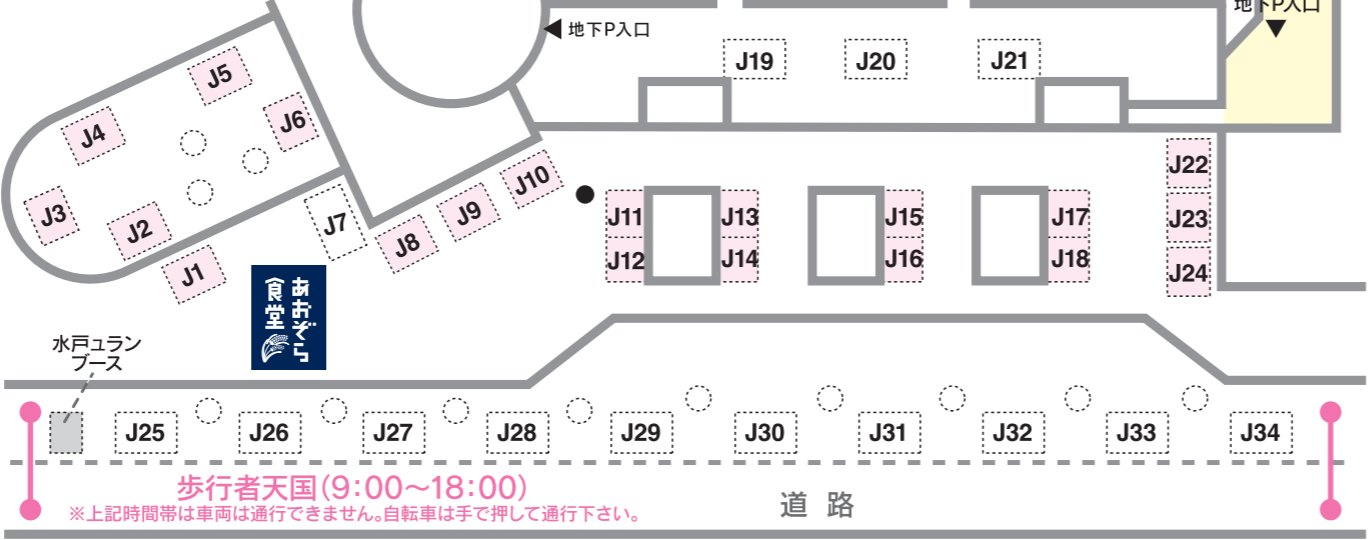 地下P入口
地下P入口
J19
J20
J21
J5
J4
J6
J3
J2
J1
J7
J8
J9
J10
J11
J12
J13
J14
J15
J16
J17
J18
J22
J23
J24
あおぞら
食堂
水戸ュラン
ブース
J25
J26
J27
J28
J29
J30
J31
J32
J33
J34
歩行者天国(9:00〜18:00)
※上記時間帯は車両は通行できません。自転車は手で押して通行下さい。
道 路